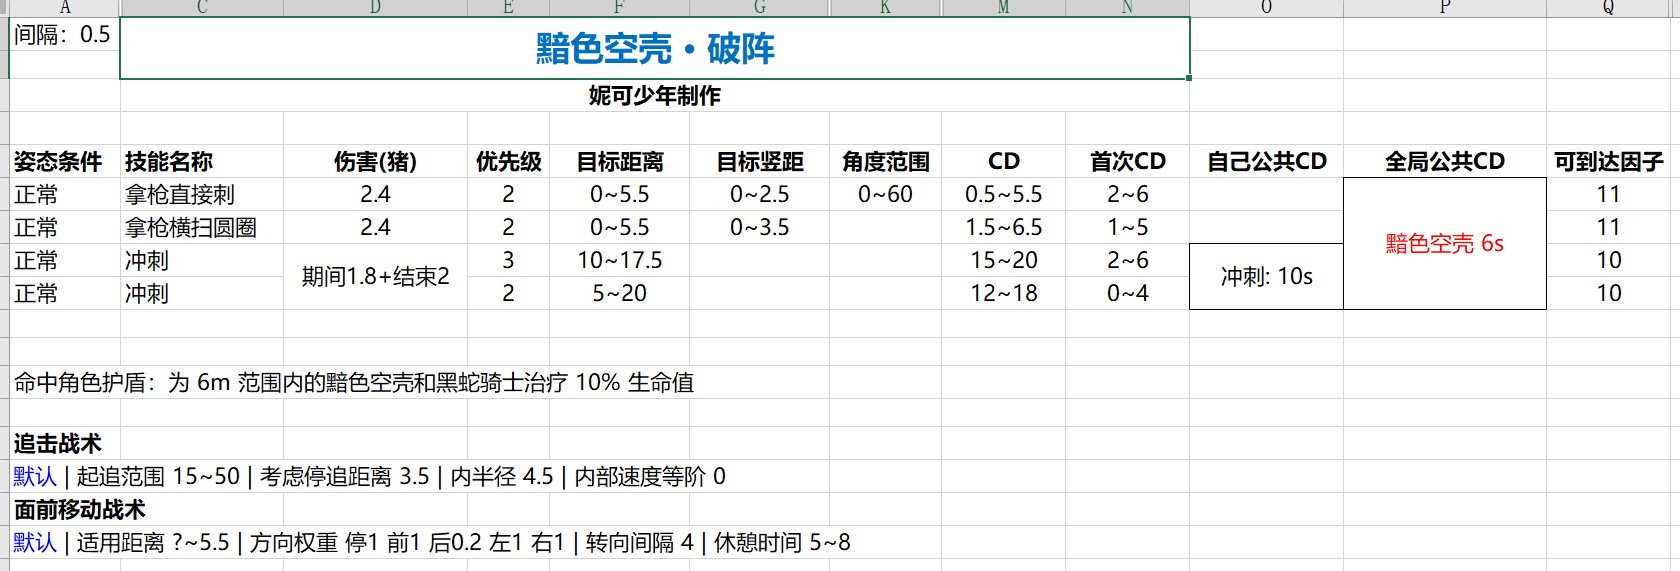 A C D E F G K M N O P Q
间隔：0.5
黯色空壳 • 破阵
妮可少年制作
姿态条件 技能名称 伤害(猪) 优先级 目标距离 目标竖距 角度范围 CD 首次CD 自己公共CD 全局公共CD 可到达因子
正常 拿枪直接刺 2.4 2 0~5.5 0~2.5 0~60 0.5~5.5 2~6 11
正常 拿枪横扫圆圈 2.4 2 0~5.5 0~3.5 1.5~6.5 1~5 11
黯色空壳 6s
正常 冲刺 3 10~17.5 15~20 2~6 10
期间1.8+结束2 冲刺: 10s
正常 冲刺 2 5~20 12~18 0~4 10
命中角色护盾：为 6m 范围内的黯色空壳和黑蛇骑士治疗 10% 生命值
追击战术
默认 | 起追范围 15~50 | 考虑停追距离 3.5 | 内半径 4.5 | 内部速度等阶 0
面前移动战术
默认 | 适用距离 ?~5.5 | 方向权重 停1 前1 后0.2 左1 右1 | 转向间隔 4 | 休憩时间 5~8